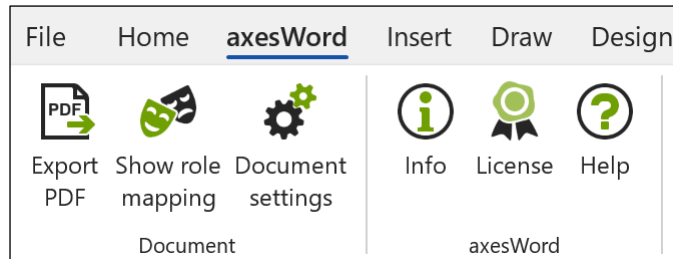 File Home axesWord Insert Draw Design
PDF
Export Show role Document Info License Help
PDF mapping settings
Document axesWord